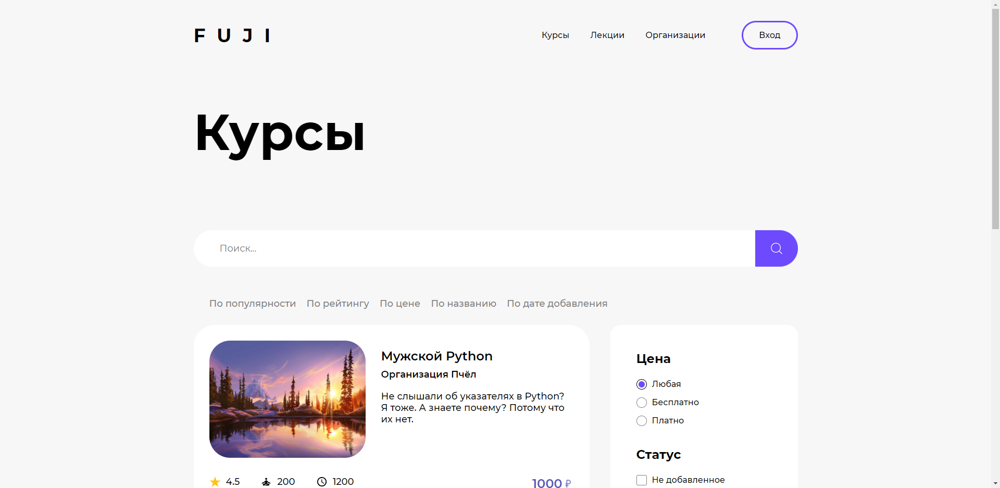 FUJI
Курсы Лекции Организации Вход
Курсы
Поиск...
По популярности По рейтингу По цене По названию По дате добавления
Мужской Python
Организация Пчёл
Не слышали об указателях в Python?
Я тоже. А знаете почему? Потому что
их нет.
4.5 200 1200 1000 ₽
Цена
Любая
Бесплатно
Платно
Статус
Не добавленное